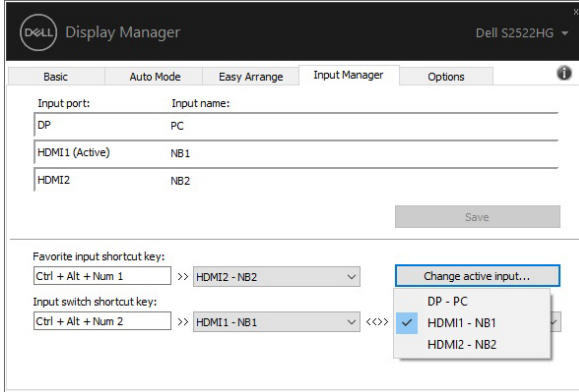 DELL Display Manager
Dell S2522HG
Basic Auto Mode Easy Arrange Input Manager Options
Input port: Input name:
DP PC
HDMI1 (Active) NB1
HDMI2 NB2
Save
Favorite input shortcut key:
Ctrl + Alt + Num 1 >> HDMI2 - NB2 Change active input...
Input switch shortcut key:
Ctrl + Alt + Num 2 >> HDMI1 - NB1 <<>>
DP - PC
HDMI1 - NB1
HDMI2 - NB2